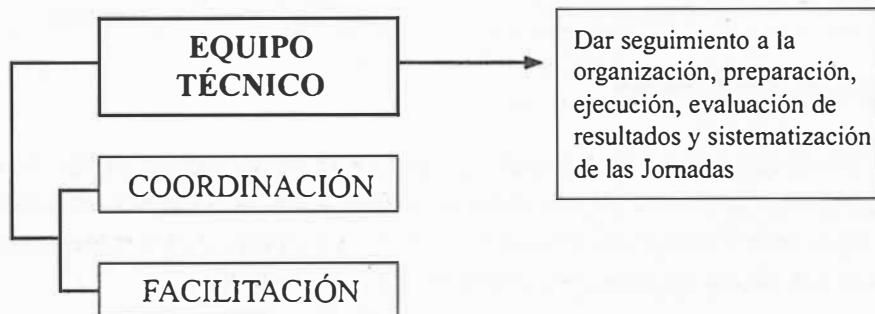 EQUIPO
TÉCNICO
Dar seguimiento a la
organización, preparación,
ejecución, evaluación de
resultados y sistematización
de las Jornadas
COORDINACIÓN
FACILITACIÓN